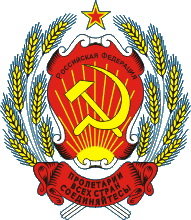 РОССИЙСКАЯ ФЕДЕРАЦИЯ
ПРОЛЕТАРИИ
ВСЕХ СТРАН,
СОЕДИНЯЙТЕСЬ!